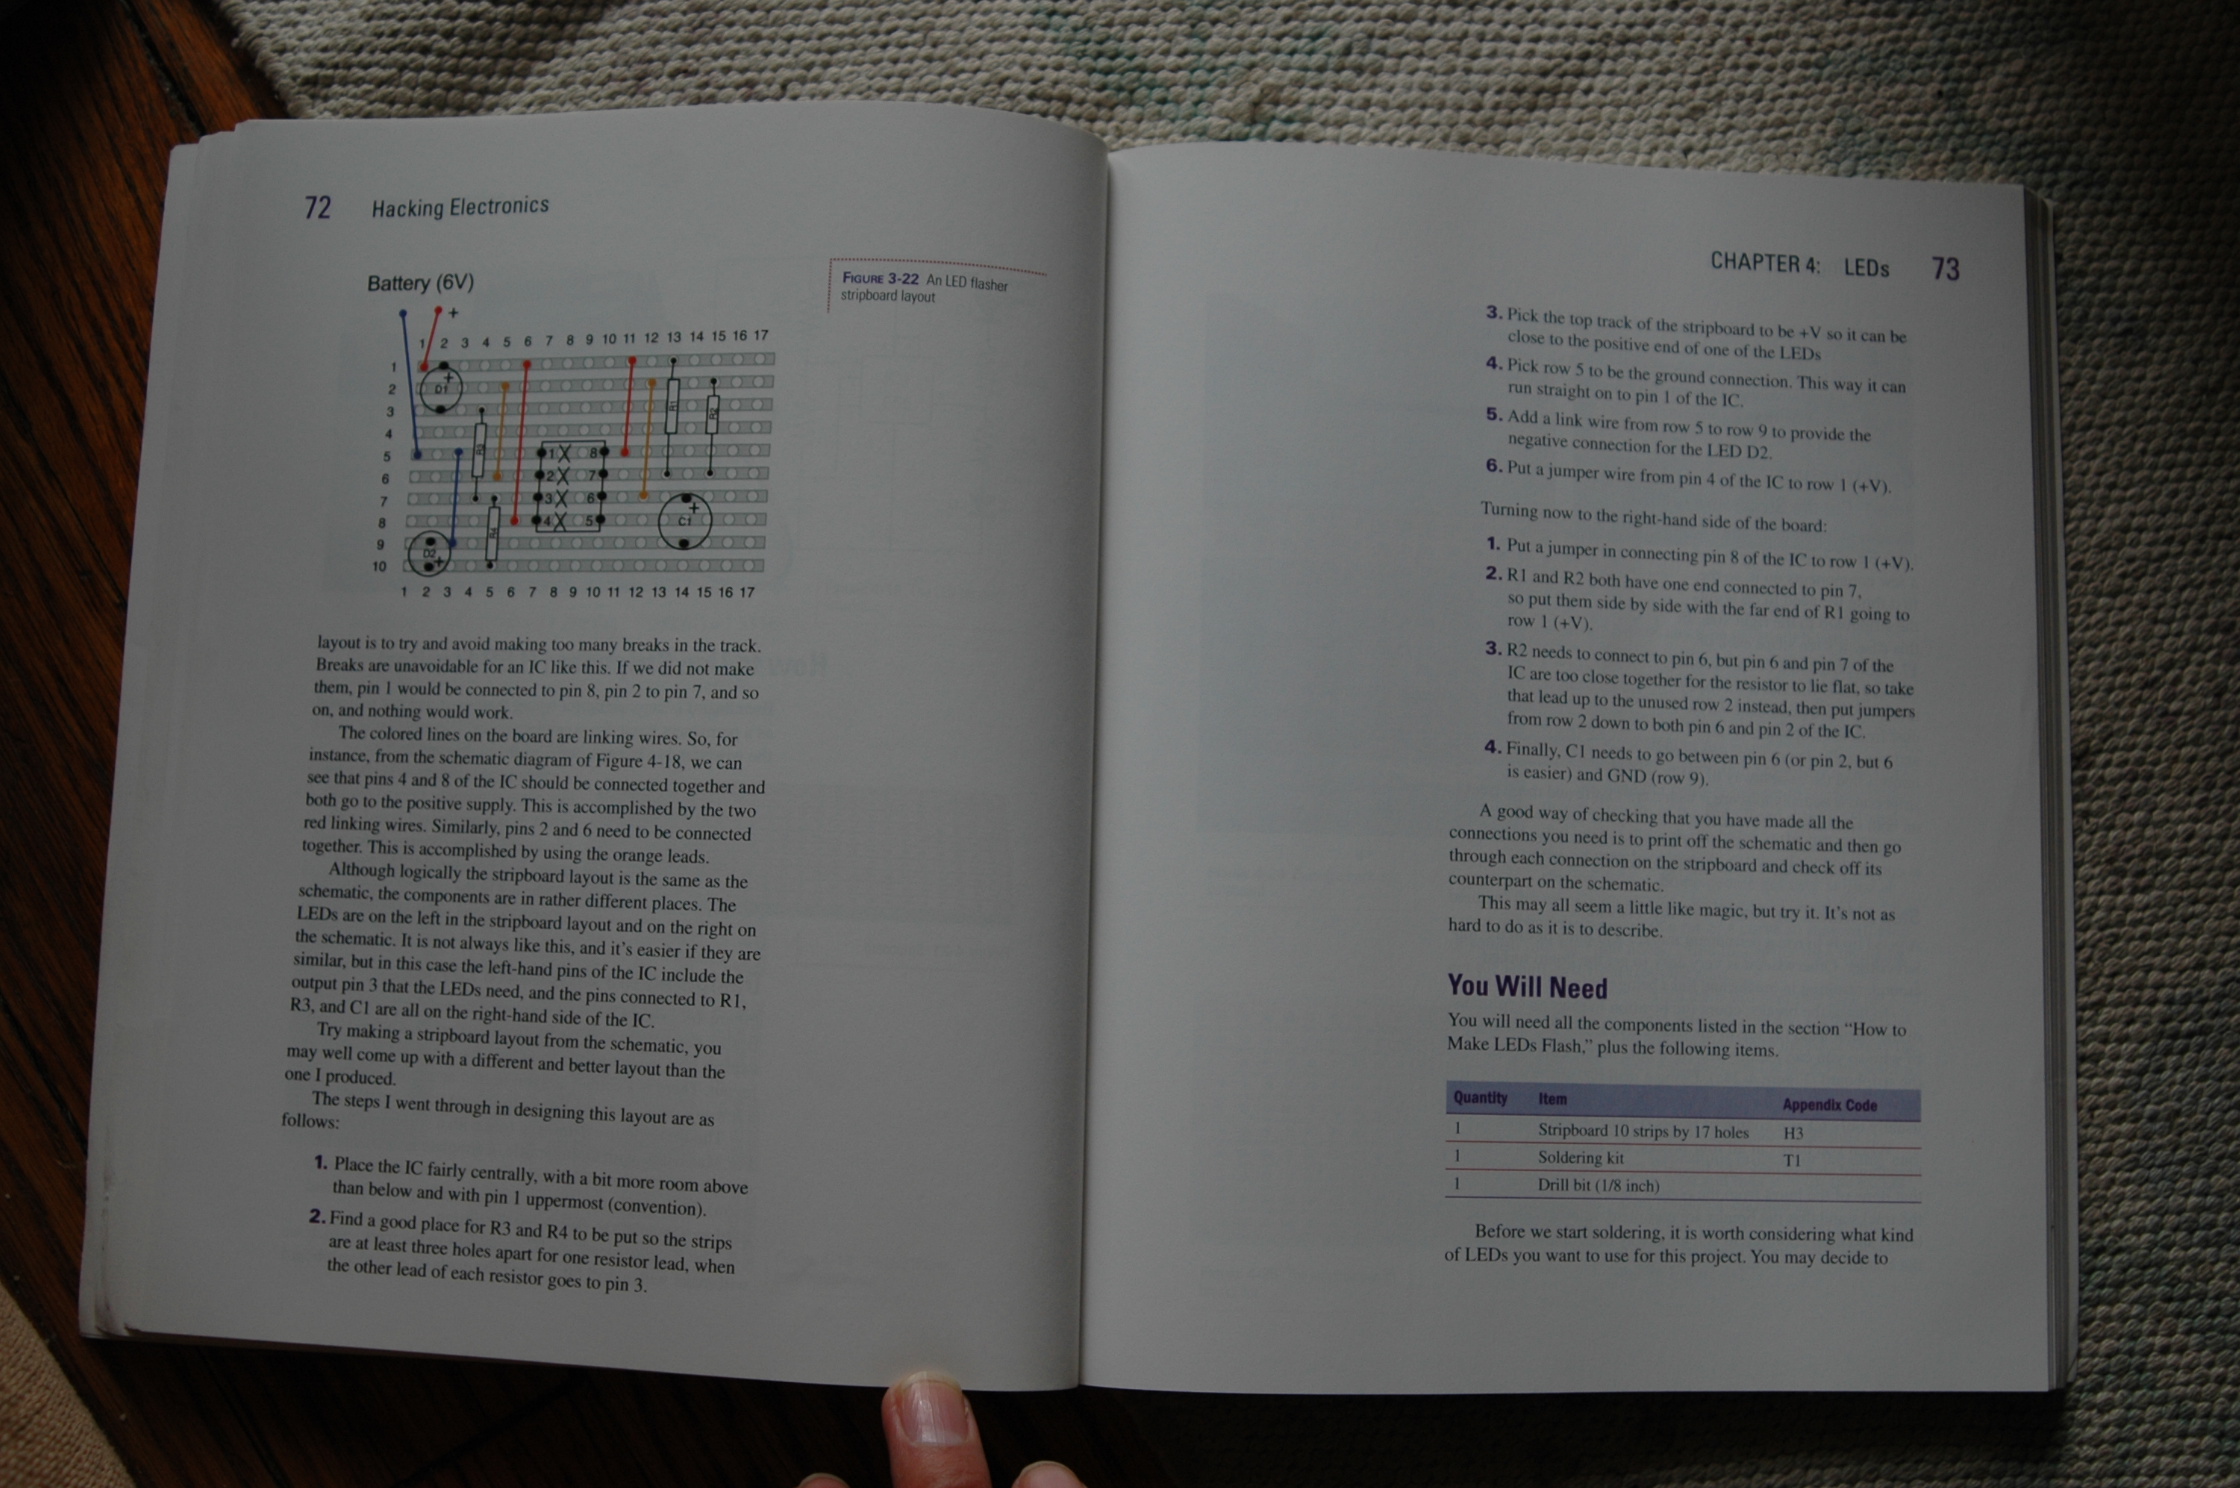 72 Hacking Electronics
Battery (6V)
+
FIGURE 3-22 An LED flasher
stripboard layout
1 2 3 4 5 6 7 8 9 10 11 12 13 14 15 16 17
1
2
3
4
5
6
7
8
9
10
D1
+
1 X 8
2 X 7
3 X 6
4 X 5
+
C1
D2
+
1 2 3 4 5 6 7 8 9 10 11 12 13 14 15 16 17
layout is to try and avoid making too many breaks in the track.
Breaks are unavoidable for an IC like this. If we did not make
them, pin 1 would be connected to pin 8, pin 2 to pin 7, and so
on, and nothing would work.
The colored lines on the board are linking wires. So, for
instance, from the schematic diagram of Figure 4-18, we can
see that pins 4 and 8 of the IC should be connected together and
both go to the positive supply. This is accomplished by the two
red linking wires. Similarly, pins 2 and 6 need to be connected
together. This is accomplished by using the orange leads.
Although logically the stripboard layout is the same as the
schematic, the components are in rather different places. The
LEDs are on the left in the stripboard layout and on the right on
the schematic. It is not always like this, and it's easier if they are
similar, but in this case the left-hand pins of the IC include the
output pin 3 that the LEDs need, and the pins connected to R1,
R3, and C1 are all on the right-hand side of the IC.
Try making a stripboard layout from the schematic, you
may well come up with a different and better layout than the
one I produced.
The steps I went through in designing this layout are as
follows:
1. Place the IC fairly centrally, with a bit more room above
than below and with pin 1 uppermost (convention).
2. Find a good place for R3 and R4 to be put so the strips
are at least three holes apart for one resistor lead, when
the other lead of each resistor goes to pin 3.
CHAPTER 4: LEDs 73
3. Pick the top track of the stripboard to be +V so it can be
close to the positive end of one of the LEDs
4. Pick row 5 to be the ground connection. This way it can
run straight on to pin 1 of the IC.
5. Add a link wire from row 5 to row 9 to provide the
negative connection for the LED D2.
6. Put a jumper wire from pin 4 of the IC to row 1 (+V).
Turning now to the right-hand side of the board:
1. Put a jumper in connecting pin 8 of the IC to row 1 (+V).
2. R1 and R2 both have one end connected to pin 7,
so put them side by side with the far end of R1 going to
row 1 (+V).
3. R2 needs to connect to pin 6, but pin 6 and pin 7 of the
IC are too close together for the resistor to lie flat, so take
that lead up to the unused row 2 instead, then put jumpers
from row 2 down to both pin 6 and pin 2 of the IC.
4. Finally, C1 needs to go between pin 6 (or pin 2, but 6
is easier) and GND (row 9).
A good way of checking that you have made all the
connections you need is to print off the schematic and then go
through each connection on the stripboard and check off its
counterpart on the schematic.
This may all seem a little like magic, but try it. It's not as
hard to do as it is to describe.
You Will Need
You will need all the components listed in the section “How to
Make LEDs Flash,” plus the following items.
Quantity Item Appendix Code
1 Stripboard 10 strips by 17 holes H3
1 Soldering kit T1
1 Drill bit (1/8 inch)
Before we start soldering, it is worth considering what kind
of LEDs you want to use for this project. You may decide to